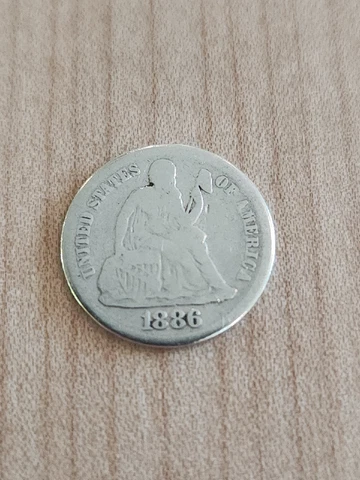 UNITED STATES OF AMERICA
1886